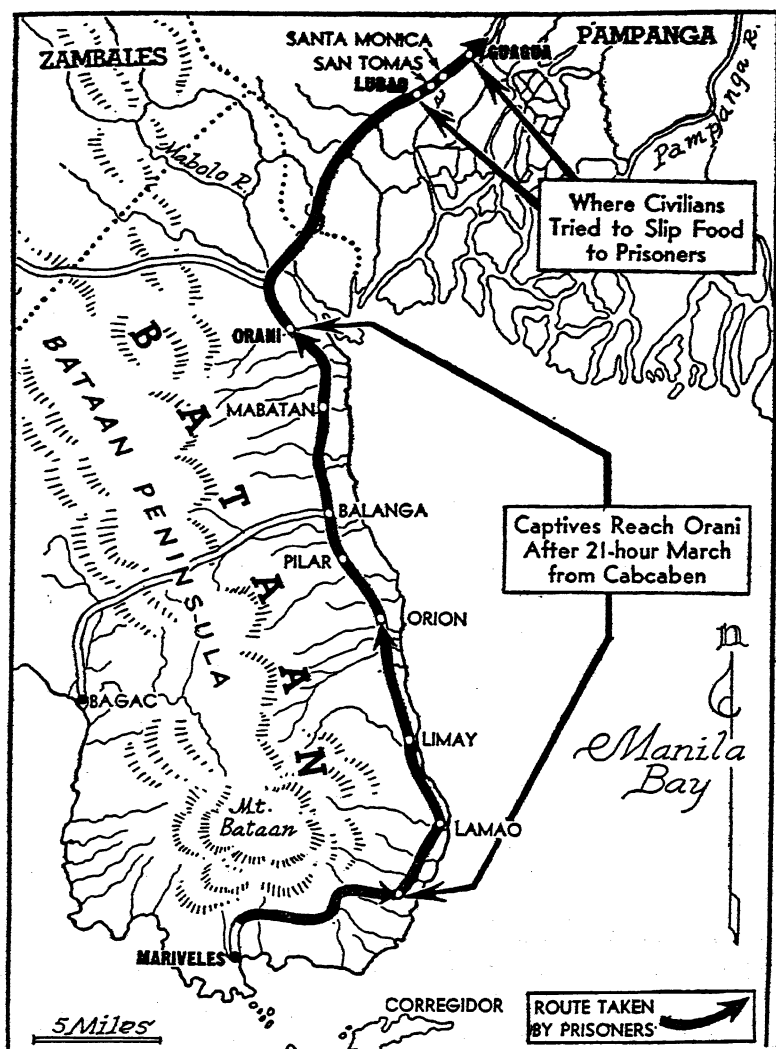 SANTA MONICA
SAN TOMAS
LUBAO
GUAGUA
ZAMBALES
PAMPANGA
Pampanga R.
Mabolo R.
Where Civilians
Tried to Slip Food
to Prisoners
ORANI
BATAAN
BATAAN PENINSULA
MABATAN
BALANGA
Captives Reach Orani
After 21-hour March
from Cabcaben
PILAR
ORION
n
BAGAC
LIMAY
Manila
Bay
Mt.
Bataan
LAMAO
MARIVELES
CORREGIDOR
5 Miles
ROUTE TAKEN
BY PRISONERS